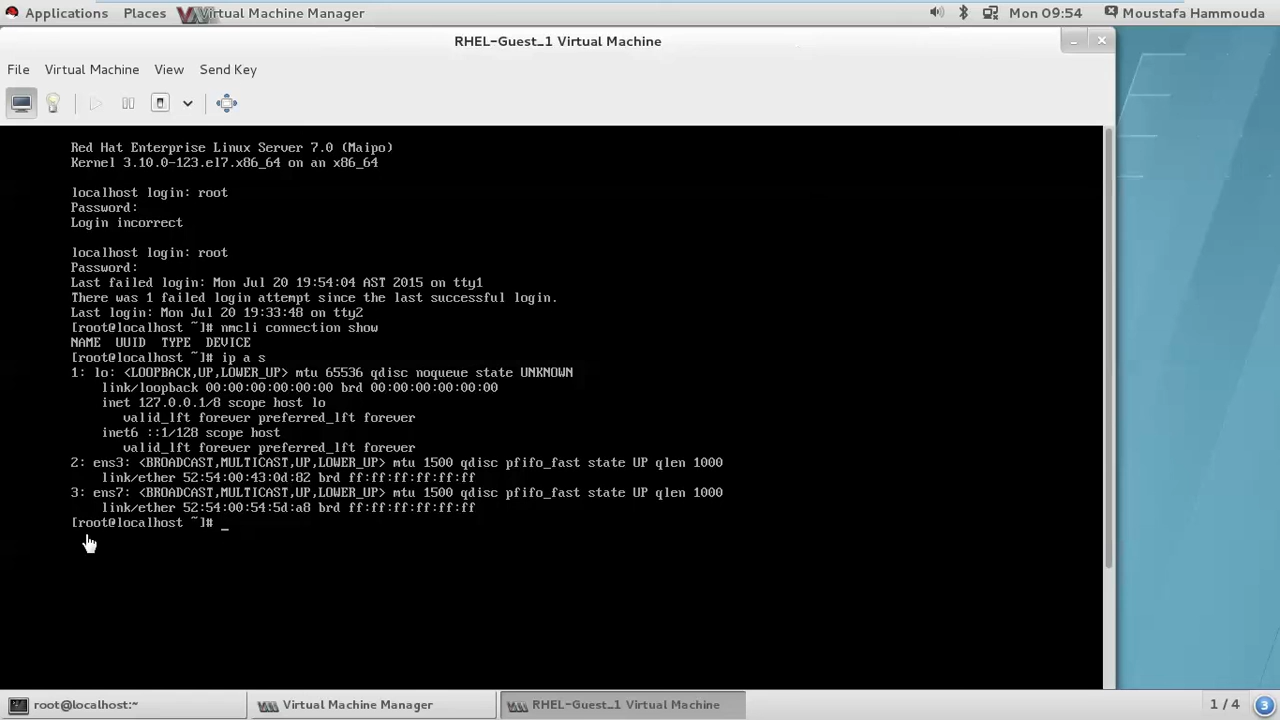 Applications Places Virtual Machine Manager Mon 09:54 Moustafa Hammouda
RHEL-Guest_1 Virtual Machine
File Virtual Machine View Send Key
Red Hat Enterprise Linux Server 7.0 (Maipo)
Kernel 3.10.0-123.el7.x86_64 on an x86_64
localhost login: root
Password:
Login incorrect
localhost login: root
Password:
Last failed login: Mon Jul 20 19:54:04 AST 2015 on tty1
There was 1 failed login attempt since the last successful login.
Last login: Mon Jul 20 19:33:48 on tty2
[root@localhost ~]# nmcli connection show
NAME UUID TYPE DEVICE
[root@localhost ~]# ip a s
1: lo: <LOOPBACK,UP,LOWER_UP> mtu 65536 qdisc noqueue state UNKNOWN
link/loopback 00:00:00:00:00:00 brd 00:00:00:00:00:00
inet 127.0.0.1/8 scope host lo
valid_lft forever preferred_lft forever
inet6 ::1/128 scope host
valid_lft forever preferred_lft forever
2: ens3: <BROADCAST,MULTICAST,UP,LOWER_UP> mtu 1500 qdisc pfifo_fast state UP qlen 1000
link/ether 52:54:00:43:0d:82 brd ff:ff:ff:ff:ff:ff
3: ens7: <BROADCAST,MULTICAST,UP,LOWER_UP> mtu 1500 qdisc pfifo_fast state UP qlen 1000
link/ether 52:54:00:54:5d:a8 brd ff:ff:ff:ff:ff:ff
[root@localhost ~]# _
root@localhost:~ Virtual Machine Manager RHEL-Guest_1 Virtual Machine 1 / 4 3